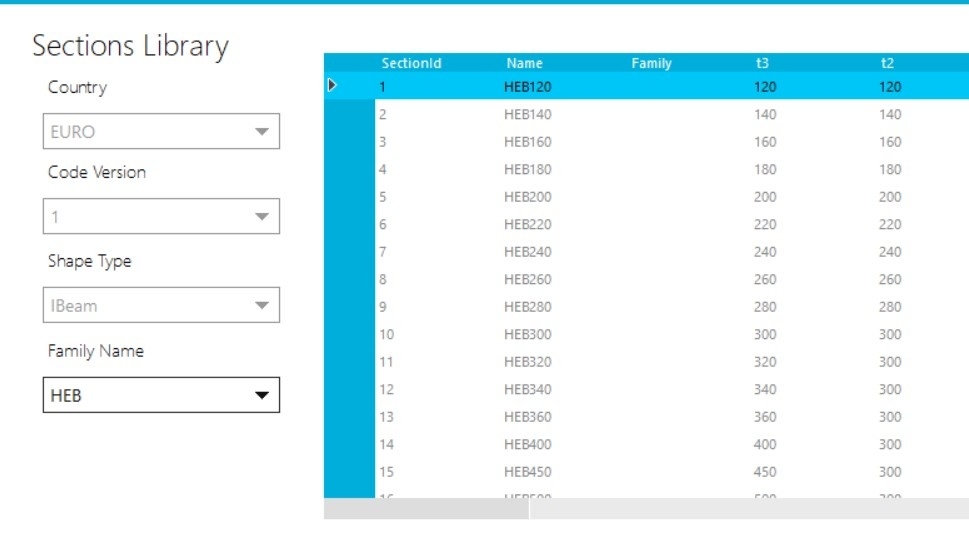 Sections Library
Country
EURO
Code Version
1
Shape Type
IBeam
Family Name
HEB
SectionId Name Family t3 t2
1 HEB120 120 120
2 HEB140 140 140
3 HEB160 160 160
4 HEB180 180 180
5 HEB200 200 200
6 HEB220 220 220
7 HEB240 240 240
8 HEB260 260 260
9 HEB280 280 280
10 HEB300 300 300
11 HEB320 320 300
12 HEB340 340 300
13 HEB360 360 300
14 HEB400 400 300
15 HEB450 450 300